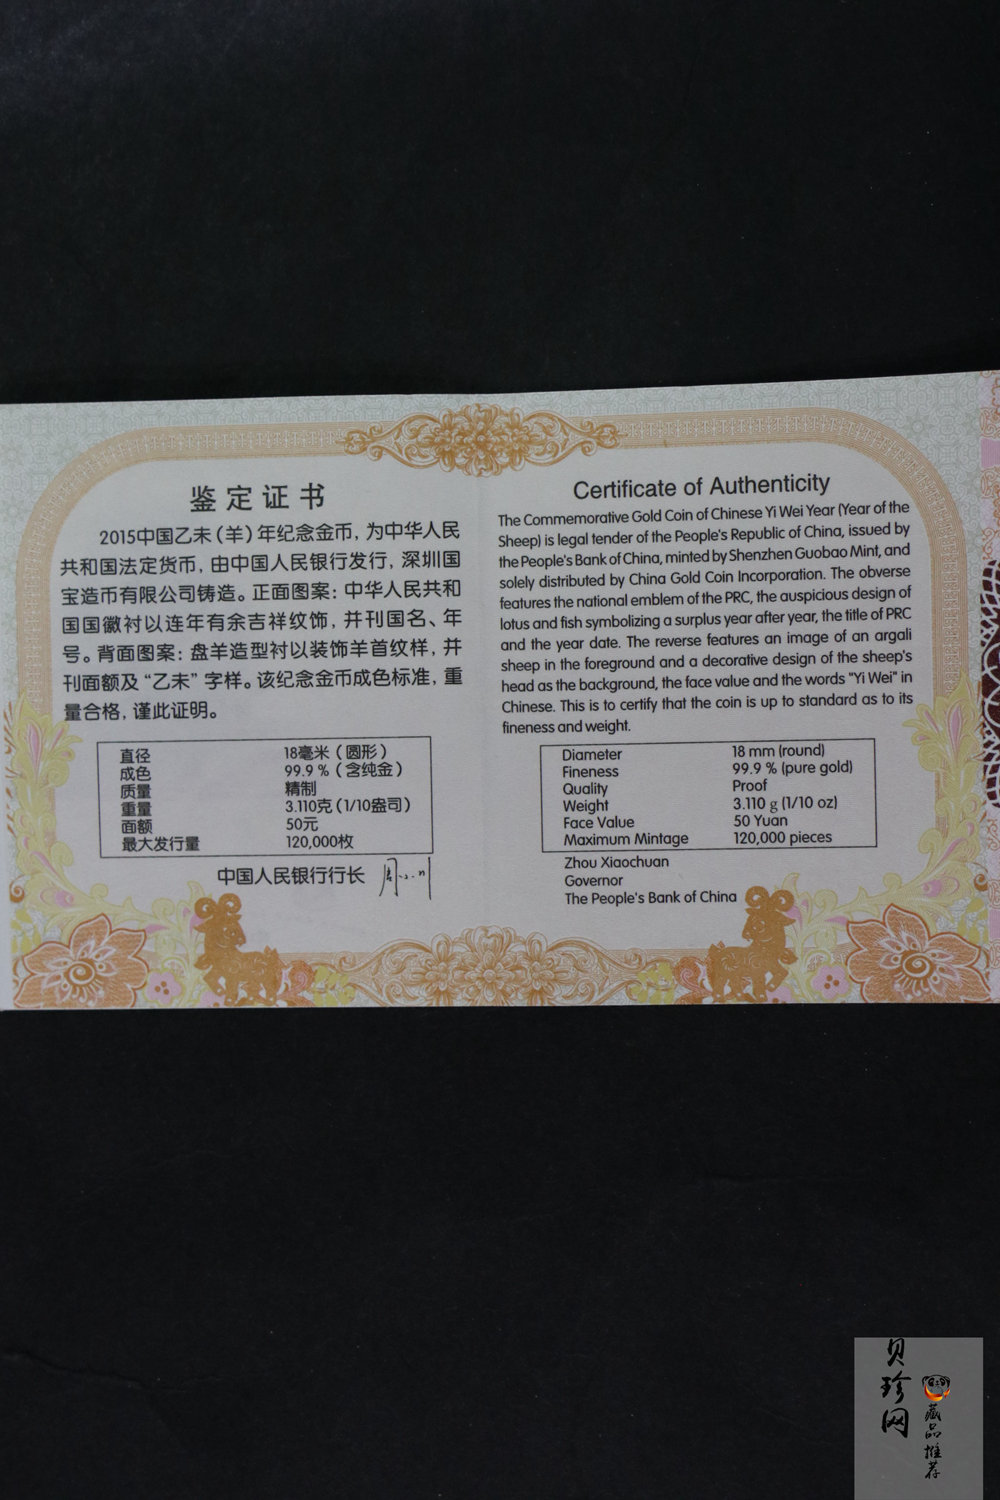 鉴定证书
2015中国乙未（羊）年纪念金币，为中华人民
共和国法定货币，由中国人民银行发行，深圳国
宝造币有限公司铸造。正面图案：中华人民共和
国国徽衬以连年有余吉祥纹饰，并刊国名、年
号。背面图案：盘羊造型衬以装饰羊首纹样，并
刊面额及“乙未”字样。该纪念金币成色标准，重
量合格，谨此证明。
直径 18毫米（圆形）
成色 99.9％（含纯金）
质量 精制
重量 3.110克（1/10盎司）
面额 50元
最大发行量 120,000枚
中国人民银行行长
Certificate of Authenticity
The Commemorative Gold Coin of Chinese Yi Wei Year (Year of the
Sheep) is legal tender of the People's Republic of China, issued by
the People's Bank of China, minted by Shenzhen Guobao Mint, and
solely distributed by China Gold Coin Incorporation. The obverse
features the national emblem of the PRC, the auspicious design of
lotus and fish symbolizing a surplus year after year, the title of PRC
and the year date. The reverse features an image of an argali
sheep in the foreground and a decorative design of the sheep's
head as the background, the face value and the words "Yi Wei" in
Chinese. This is to certify that the coin is up to standard as to its
fineness and weight.
Diameter 18 mm (round)
Fineness 99.9 % (pure gold)
Quality Proof
Weight 3.110 g (1/10 oz)
Face Value 50 Yuan
Maximum Mintage 120,000 pieces
Zhou Xiaochuan
Governor
The People's Bank of China
贝珍网
藏品推荐